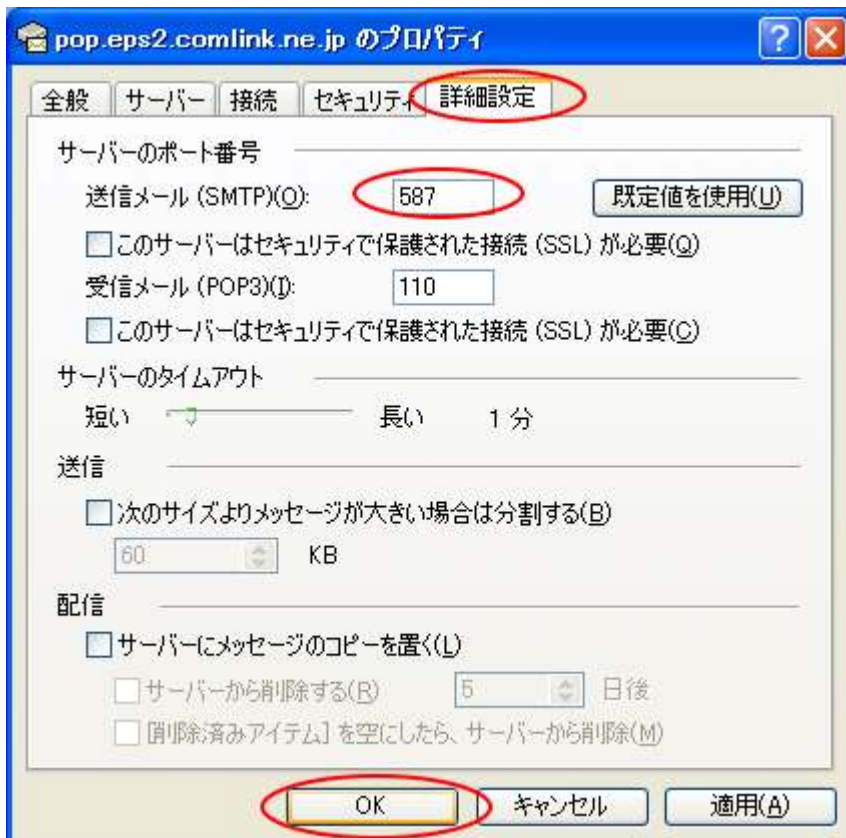 pop.eps2.comlink.ne.jp のプロパティ
全般 サーバー 接続 セキュリティ 詳細設定
サーバーのポート番号
送信メール (SMTP)(O): 587 既定値を使用(U)
このサーバーはセキュリティで保護された接続 (SSL) が必要(Q)
受信メール (POP3)(I): 110
このサーバーはセキュリティで保護された接続 (SSL) が必要(C)
サーバーのタイムアウト
短い 長い 1 分
送信
次のサイズよりメッセージが大きい場合は分割する(B)
60 KB
配信
サーバーにメッセージのコピーを置く(L)
サーバーから削除する(R) 5 日後
[削除済みアイテム] を空にしたら、サーバーから削除(M)
OK キャンセル 適用(A)